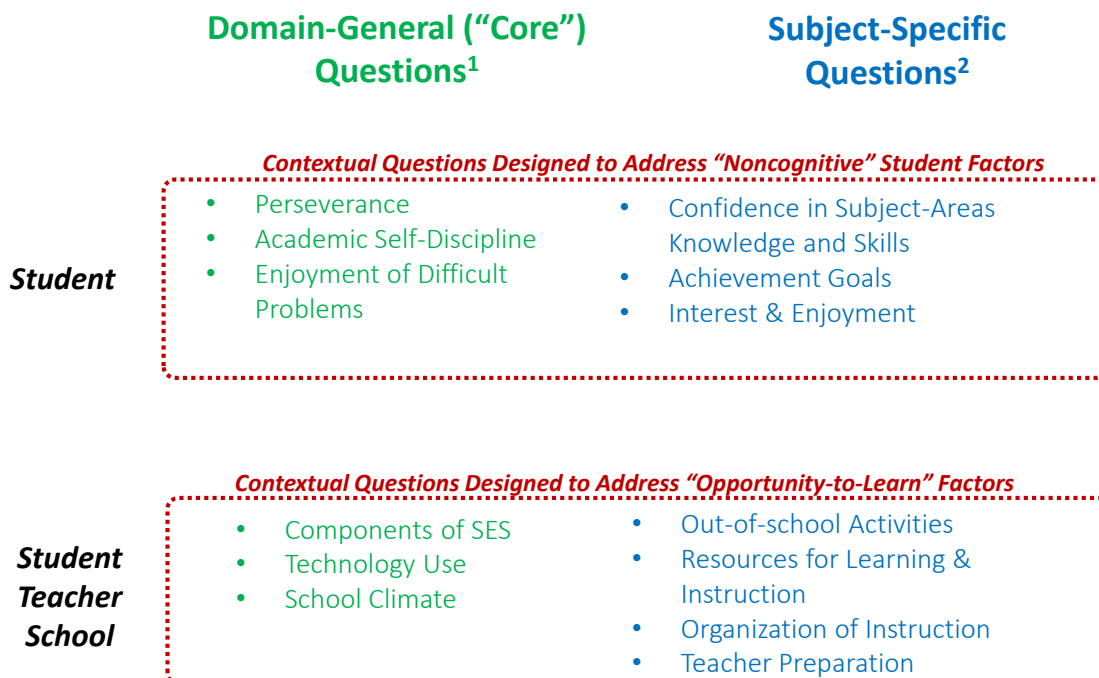 Domain-General (“Core”)
Questions¹
Subject-Specific
Questions²
Contextual Questions Designed to Address “Noncognitive” Student Factors
Student
• Perseverance
• Academic Self-Discipline
• Enjoyment of Difficult
Problems
• Confidence in Subject-Areas
Knowledge and Skills
• Achievement Goals
• Interest & Enjoyment
Contextual Questions Designed to Address “Opportunity-to-Learn” Factors
Student
Teacher
School
• Components of SES
• Technology Use
• School Climate
• Out-of-school Activities
• Resources for Learning &
Instruction
• Organization of Instruction
• Teacher Preparation